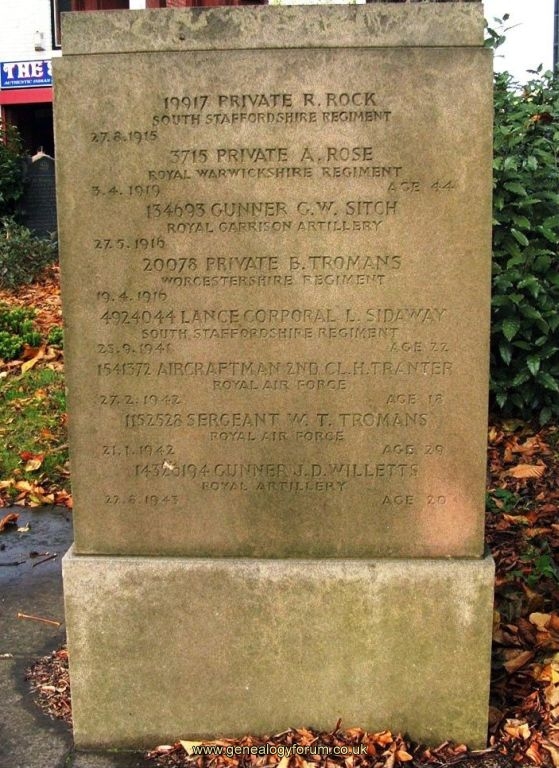 THE
AUTHENTIC INDIAN
19917 PRIVATE R. ROCK
SOUTH STAFFORDSHIRE REGIMENT
27.8.1915
3715 PRIVATE A. ROSE
ROYAL WARWICKSHIRE REGIMENT
3.4.1919 AGE 44
134693 GUNNER G.W. SITCH
ROYAL GARRISON ARTILLERY
27.5.1916
20078 PRIVATE B. TROMANS
WORCESTERSHIRE REGIMENT
19.4.1916
4924044 LANCE CORPORAL L. SIDAWAY
SOUTH STAFFORDSHIRE REGIMENT
23.9.1941 AGE 22
1541372 AIRCRAFTMAN 2ND CL. H. TRANTER
ROYAL AIR FORCE
27.2.1942 AGE 18
1152528 SERGEANT W. T. TROMANS
ROYAL AIR FORCE
21.1.1942 AGE 29
GUNNER J.D. WILLETTS
ROYAL ARTILLERY
22.6.1943 AGE 20
www.genealogyforum.co.uk